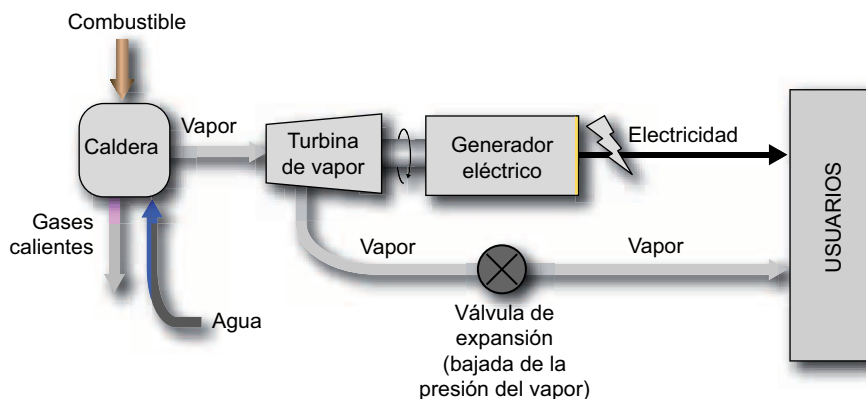 Combustible
Caldera
Vapor
Turbina
de vapor
Generador
eléctrico
Electricidad
USUARIOS
Gases
calientes
Agua
Vapor
Vapor
Válvula de
expansión
(bajada de la
presión del vapor)